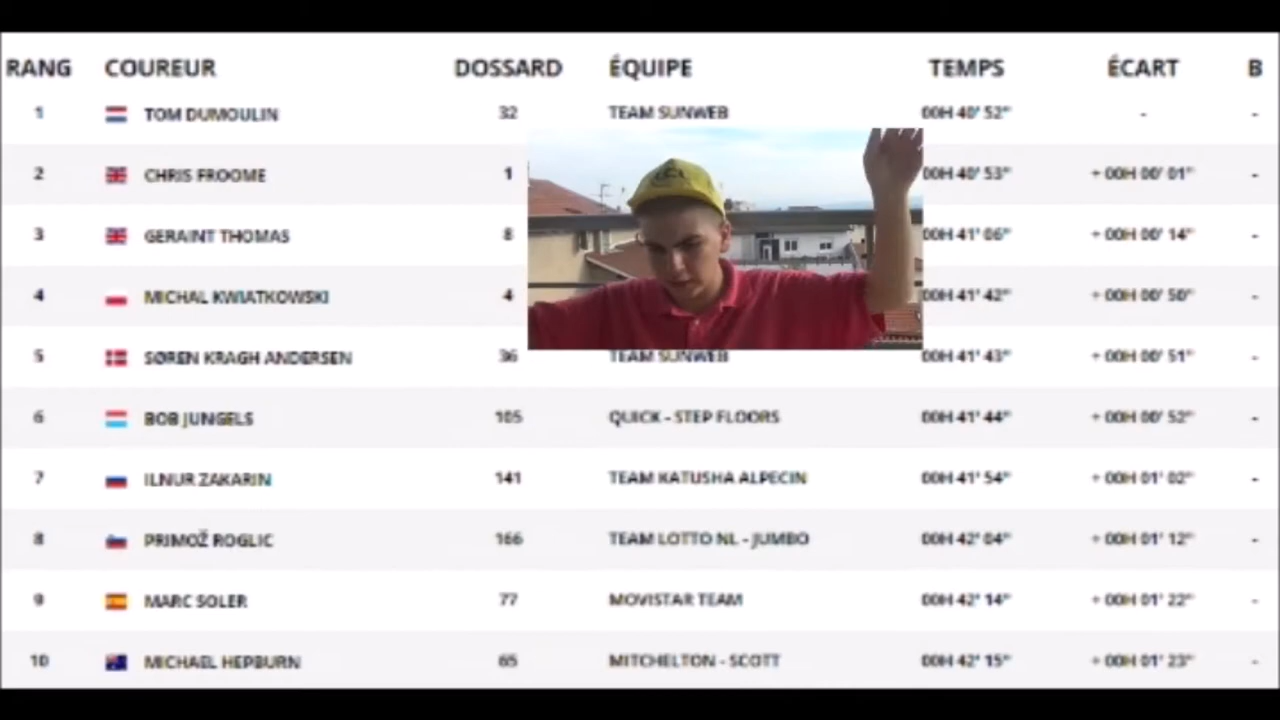 RANG COUREUR DOSSARD ÉQUIPE TEMPS ÉCART B
1 TOM DUMOULIN 32 TEAM SUNWEB 00H 40' 52" - -
2 CHRIS FROOME 1 00H 40' 53" + 00H 00' 01" -
3 GERAINT THOMAS 8 00H 41' 06" + 00H 00' 14" -
4 MICHAL KWIATKOWSKI 4 00H 41' 42" + 00H 00' 50" -
5 SØREN KRAGH ANDERSEN 36 TEAM SUNWEB 00H 41' 43" + 00H 00' 51" -
6 BOB JUNGELS 105 QUICK - STEP FLOORS 00H 41' 44" + 00H 00' 52" -
7 ILNUR ZAKARIN 141 TEAM KATUSHA ALPECIN 00H 41' 54" + 00H 01' 02" -
8 PRIMOŽ ROGLIC 166 TEAM LOTTO NL - JUMBO 00H 42' 04" + 00H 01' 12" -
9 MARC SOLER 77 MOVISTAR TEAM 00H 42' 14" + 00H 01' 22" -
10 MICHAEL HEPBURN 65 MITCHELTON - SCOTT 00H 42' 15" + 00H 01' 23" -